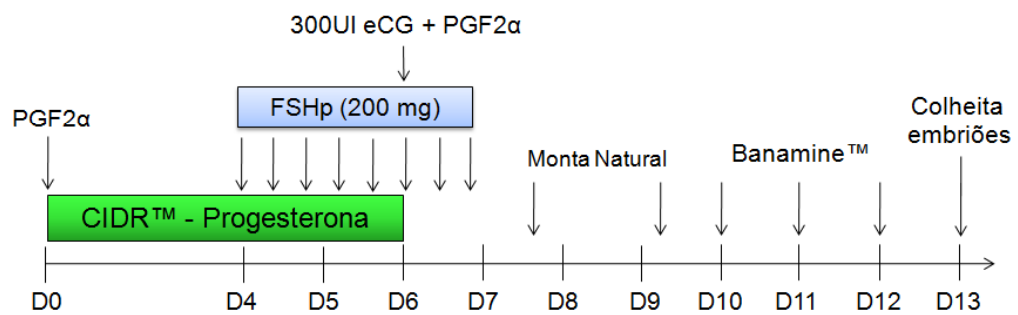 300UI eCG + PGF2α
FSHp (200 mg)
PGF2α
Colheita
embriões
Monta Natural
Banamine™
CIDR™ - Progesterona
D0
D4
D5
D6
D7
D8
D9
D10
D11
D12
D13